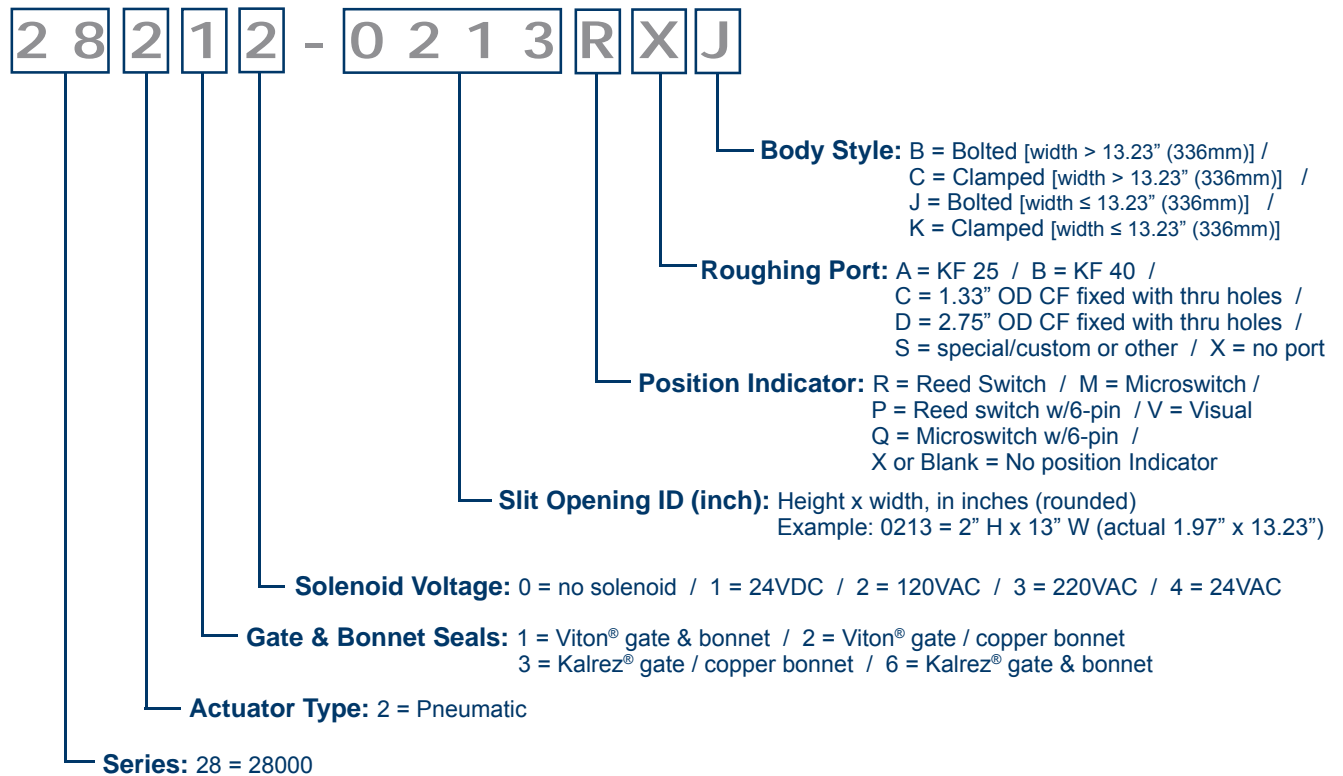 2 8 2 1 2 - 0 2 1 3 R X J
Body Style: B = Bolted [width > 13.23” (336mm)] /
C = Clamped [width > 13.23” (336mm)] /
J = Bolted [width ≤ 13.23” (336mm)] /
K = Clamped [width ≤ 13.23” (336mm)]
Roughing Port: A = KF 25 / B = KF 40 /
C = 1.33” OD CF fixed with thru holes /
D = 2.75” OD CF fixed with thru holes /
S = special/custom or other / X = no port
Position Indicator: R = Reed Switch / M = Microswitch /
P = Reed switch w/6-pin / V = Visual
Q = Microswitch w/6-pin /
X or Blank = No position Indicator
Slit Opening ID (inch): Height x width, in inches (rounded)
Example: 0213 = 2” H x 13” W (actual 1.97” x 13.23”)
Solenoid Voltage: 0 = no solenoid / 1 = 24VDC / 2 = 120VAC / 3 = 220VAC / 4 = 24VAC
Gate & Bonnet Seals: 1 = Viton® gate & bonnet / 2 = Viton® gate / copper bonnet
3 = Kalrez® gate / copper bonnet / 6 = Kalrez® gate & bonnet
Actuator Type: 2 = Pneumatic
Series: 28 = 28000